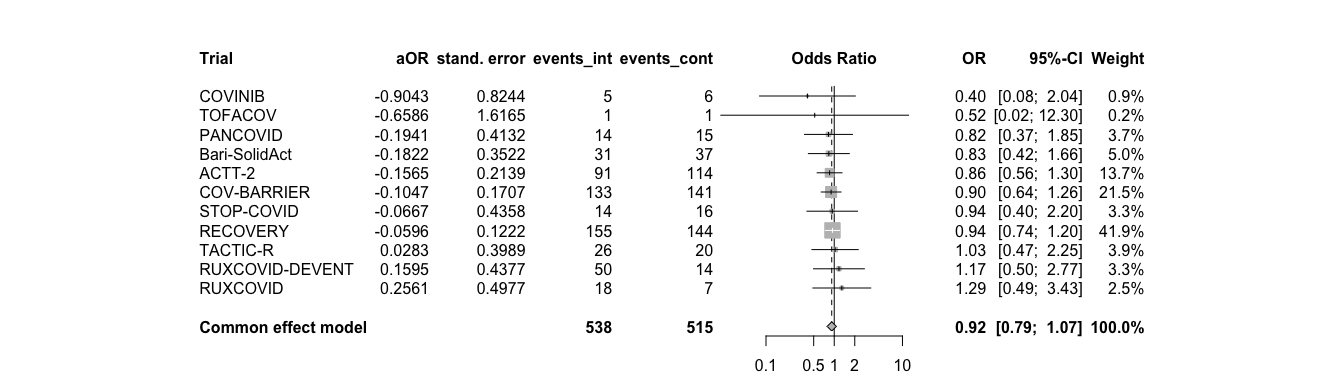 Trial aOR stand. error events_int events_cont Odds Ratio OR 95%-CI Weight
COVINIB -0.9043 0.8244 5 6 0.40 [0.08; 2.04] 0.9%
TOFACOV -0.6586 1.6165 1 1 0.52 [0.02; 12.30] 0.2%
PANCOVID -0.1941 0.4132 14 15 0.82 [0.37; 1.85] 3.7%
Bari-SolidAct -0.1822 0.3522 31 37 0.83 [0.42; 1.66] 5.0%
ACTT-2 -0.1565 0.2139 91 114 0.86 [0.56; 1.30] 13.7%
COV-BARRIER -0.1047 0.1707 133 141 0.90 [0.64; 1.26] 21.5%
STOP-COVID -0.0667 0.4358 14 16 0.94 [0.40; 2.20] 3.3%
RECOVERY -0.0596 0.1222 155 144 0.94 [0.74; 1.20] 41.9%
TACTIC-R 0.0283 0.3989 26 20 1.03 [0.47; 2.25] 3.9%
RUXCOVID-DEVENT 0.1595 0.4377 50 14 1.17 [0.50; 2.77] 3.3%
RUXCOVID 0.2561 0.4977 18 7 1.29 [0.49; 3.43] 2.5%
Common effect model 538 515 0.92 [0.79; 1.07] 100.0%
0.1 0.5 1 2 10